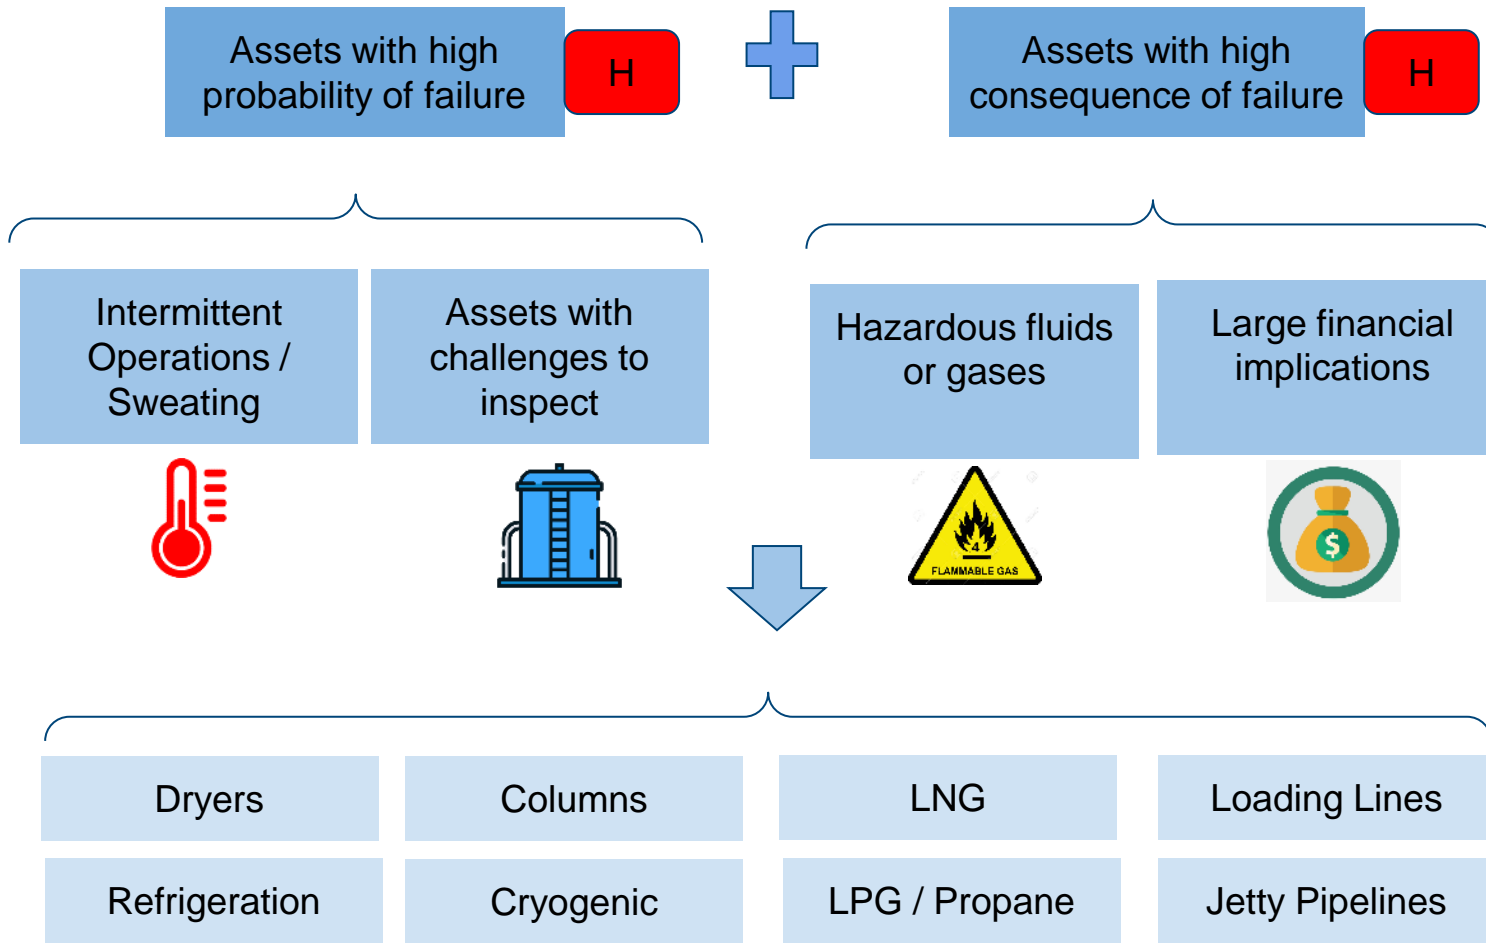 Assets with high
probability of failure
H
Assets with high
consequence of failure
H
Intermittent
Operations /
Sweating
Assets with
challenges to
inspect
Hazardous fluids
or gases
Large financial
implications
4
FLAMMABLE GAS
$
Dryers
Columns
LNG
Loading Lines
Refrigeration
Cryogenic
LPG / Propane
Jetty Pipelines